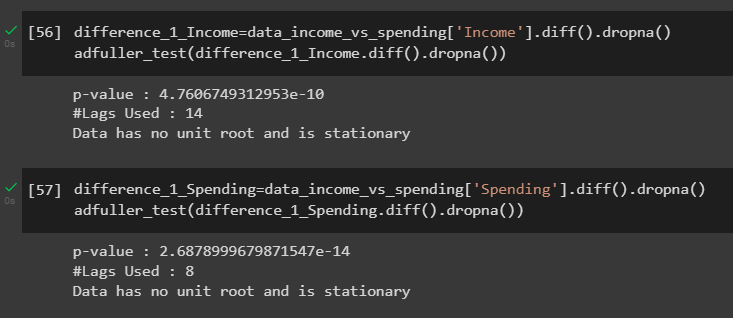 [56] difference_1_Income=data_income_vs_spending['Income'].diff().dropna()
adfuller_test(difference_1_Income.diff().dropna())
0s
p-value : 4.7606749312953e-10
#Lags Used : 14
Data has no unit root and is stationary
[57] difference_1_Spending=data_income_vs_spending['Spending'].diff().dropna()
adfuller_test(difference_1_Spending.diff().dropna())
0s
p-value : 2.6878999679871547e-14
#Lags Used : 8
Data has no unit root and is stationary